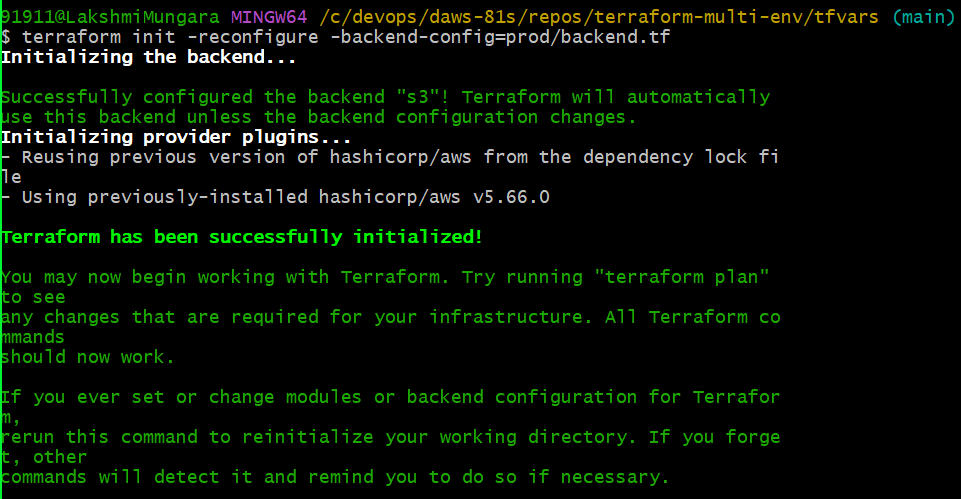 91911@LakshmiMungara MINGW64 /c/devops/daws-81s/repos/terraform-multi-env/tfvars (main)
$ terraform init -reconfigure -backend-config=prod/backend.tf
Initializing the backend...
Successfully configured the backend "s3"! Terraform will automatically
use this backend unless the backend configuration changes.
Initializing provider plugins...
- Reusing previous version of hashicorp/aws from the dependency lock fi
le
- Using previously-installed hashicorp/aws v5.66.0
Terraform has been successfully initialized!
You may now begin working with Terraform. Try running "terraform plan"
to see
any changes that are required for your infrastructure. All Terraform co
mmands
should now work.
If you ever set or change modules or backend configuration for Terrafor
m,
rerun this command to reinitialize your working directory. If you forge
t, other
commands will detect it and remind you to do so if necessary.